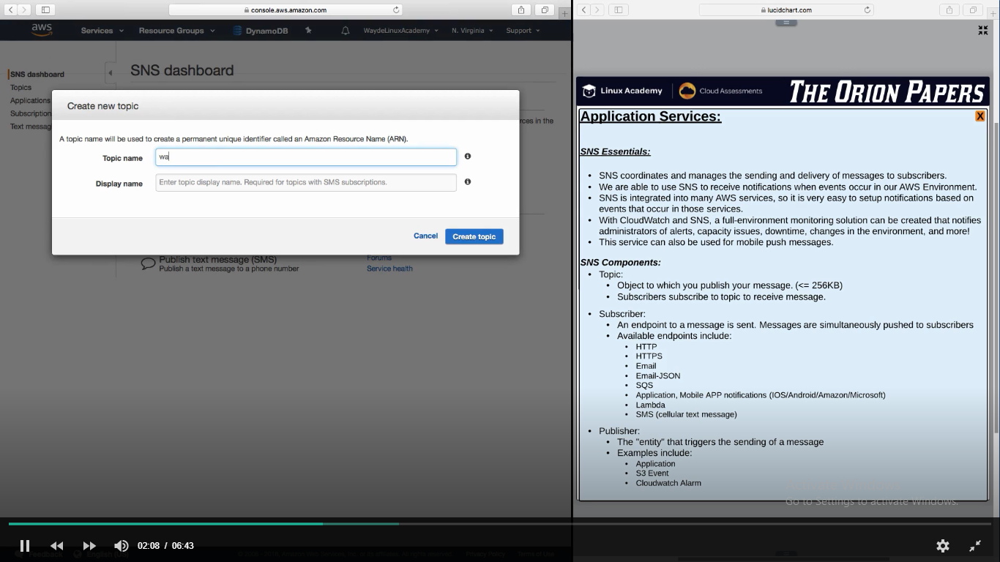 console.aws.amazon.com
aws
Services
Resource Groups
DynamoDB
WaydeLinuxAcademy
N. Virginia
Support
SNS dashboard
Topics
Applications
Subscription
Text messag
SNS dashboard
rces in the
Create new topic
A topic name will be used to create a permanent unique identifier called an Amazon Resource Name (ARN).
Topic name
wa
Display name
Enter topic display name. Required for topics with SMS subscriptions.
Cancel
Create topic
Publish text message (SMS)
Publish a text message to a phone number
Forums
Service health
lucidchart.com
Linux Academy
Cloud Assessments
THE ORION PAPERS
Application Services:
X
SNS Essentials:
• SNS coordinates and manages the sending and delivery of messages to subscribers.
• We are able to use SNS to receive notifications when events occur in our AWS Environment.
• SNS is integrated into many AWS services, so it is very easy to setup notifications based on
events that occur in those services.
• With CloudWatch and SNS, a full-environment monitoring solution can be created that notifies
administrators of alerts, capacity issues, downtime, changes in the environment, and more!
• This service can also be used for mobile push messages.
SNS Components:
• Topic:
• Object to which you publish your message. (<= 256KB)
• Subscribers subscribe to topic to receive message.
• Subscriber:
• An endpoint to a message is sent. Messages are simultaneously pushed to subscribers
• Available endpoints include:
• HTTP
• HTTPS
• Email
• Email-JSON
• SQS
• Application, Mobile APP notifications (IOS/Android/Amazon/Microsoft)
• Lambda
• SMS (cellular text message)
• Publisher:
• The "entity" that triggers the sending of a message
• Examples include:
• Application
• S3 Event
• Cloudwatch Alarm
Go to Settings to activate Windows.
02:08 / 06:43
Feedback
Privacy Policy
Terms of Use